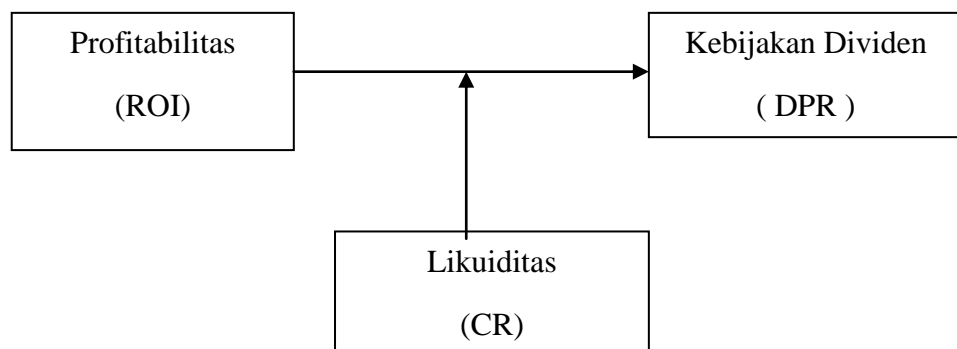 Profitabilitas
(ROI)
Kebijakan Dividen
( DPR )
Likuiditas
(CR)